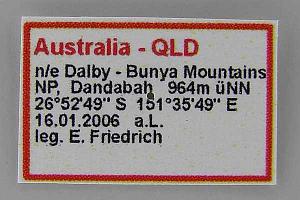 Australia - QLD
n/e Dalby - Bunya Mountains
NP, Dandabah 964m üNN
26°52'49" S 151°35'49" E
16.01.2006 a.L.
leg. E. Friedrich